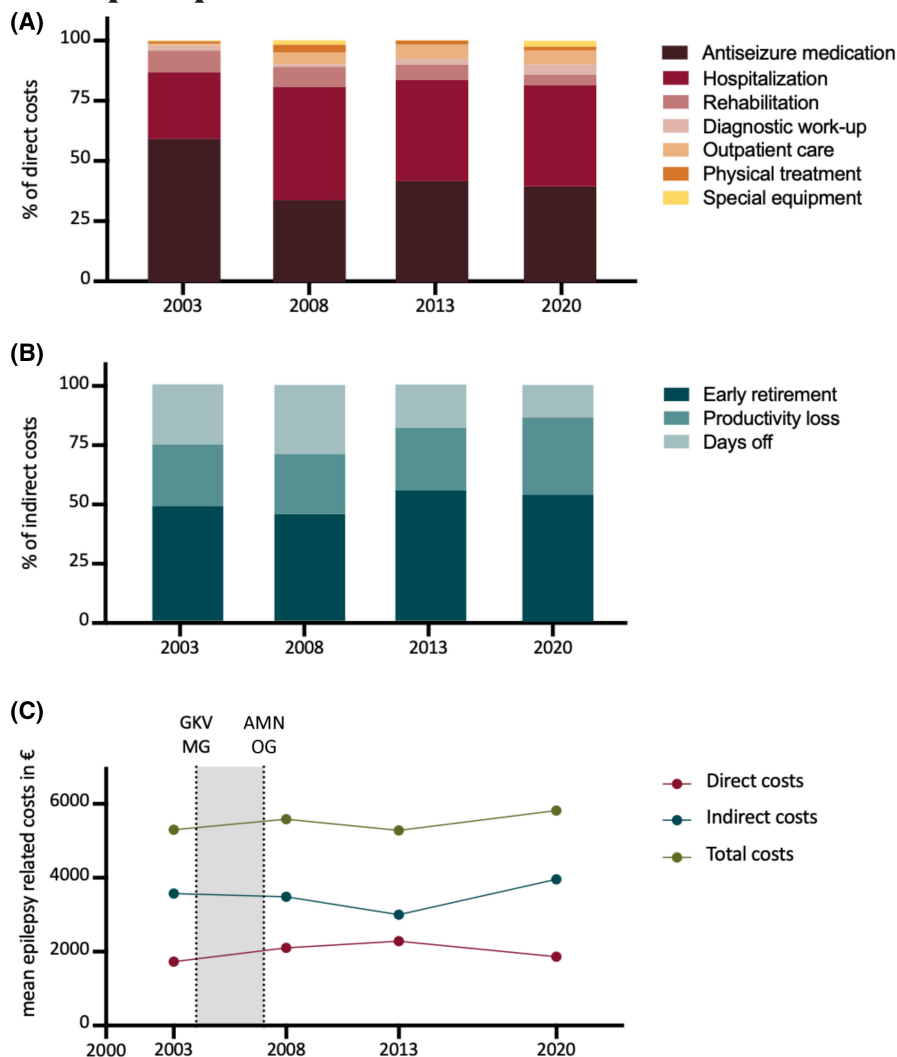 (A)
100
75
50
25
0
% of direct costs
2003 2008 2013 2020
Antiseizure medication
Hospitalization
Rehabilitation
Diagnostic work-up
Outpatient care
Physical treatment
Special equipment
(B)
100
75
50
25
0
% of indirect costs
2003 2008 2013 2020
Early retirement
Productivity loss
Days off
(C)
GKV AMN
MG OG
mean epilepsy related costs in €
6000
4000
2000
0
2000 2003 2008 2013 2020
Direct costs
Indirect costs
Total costs